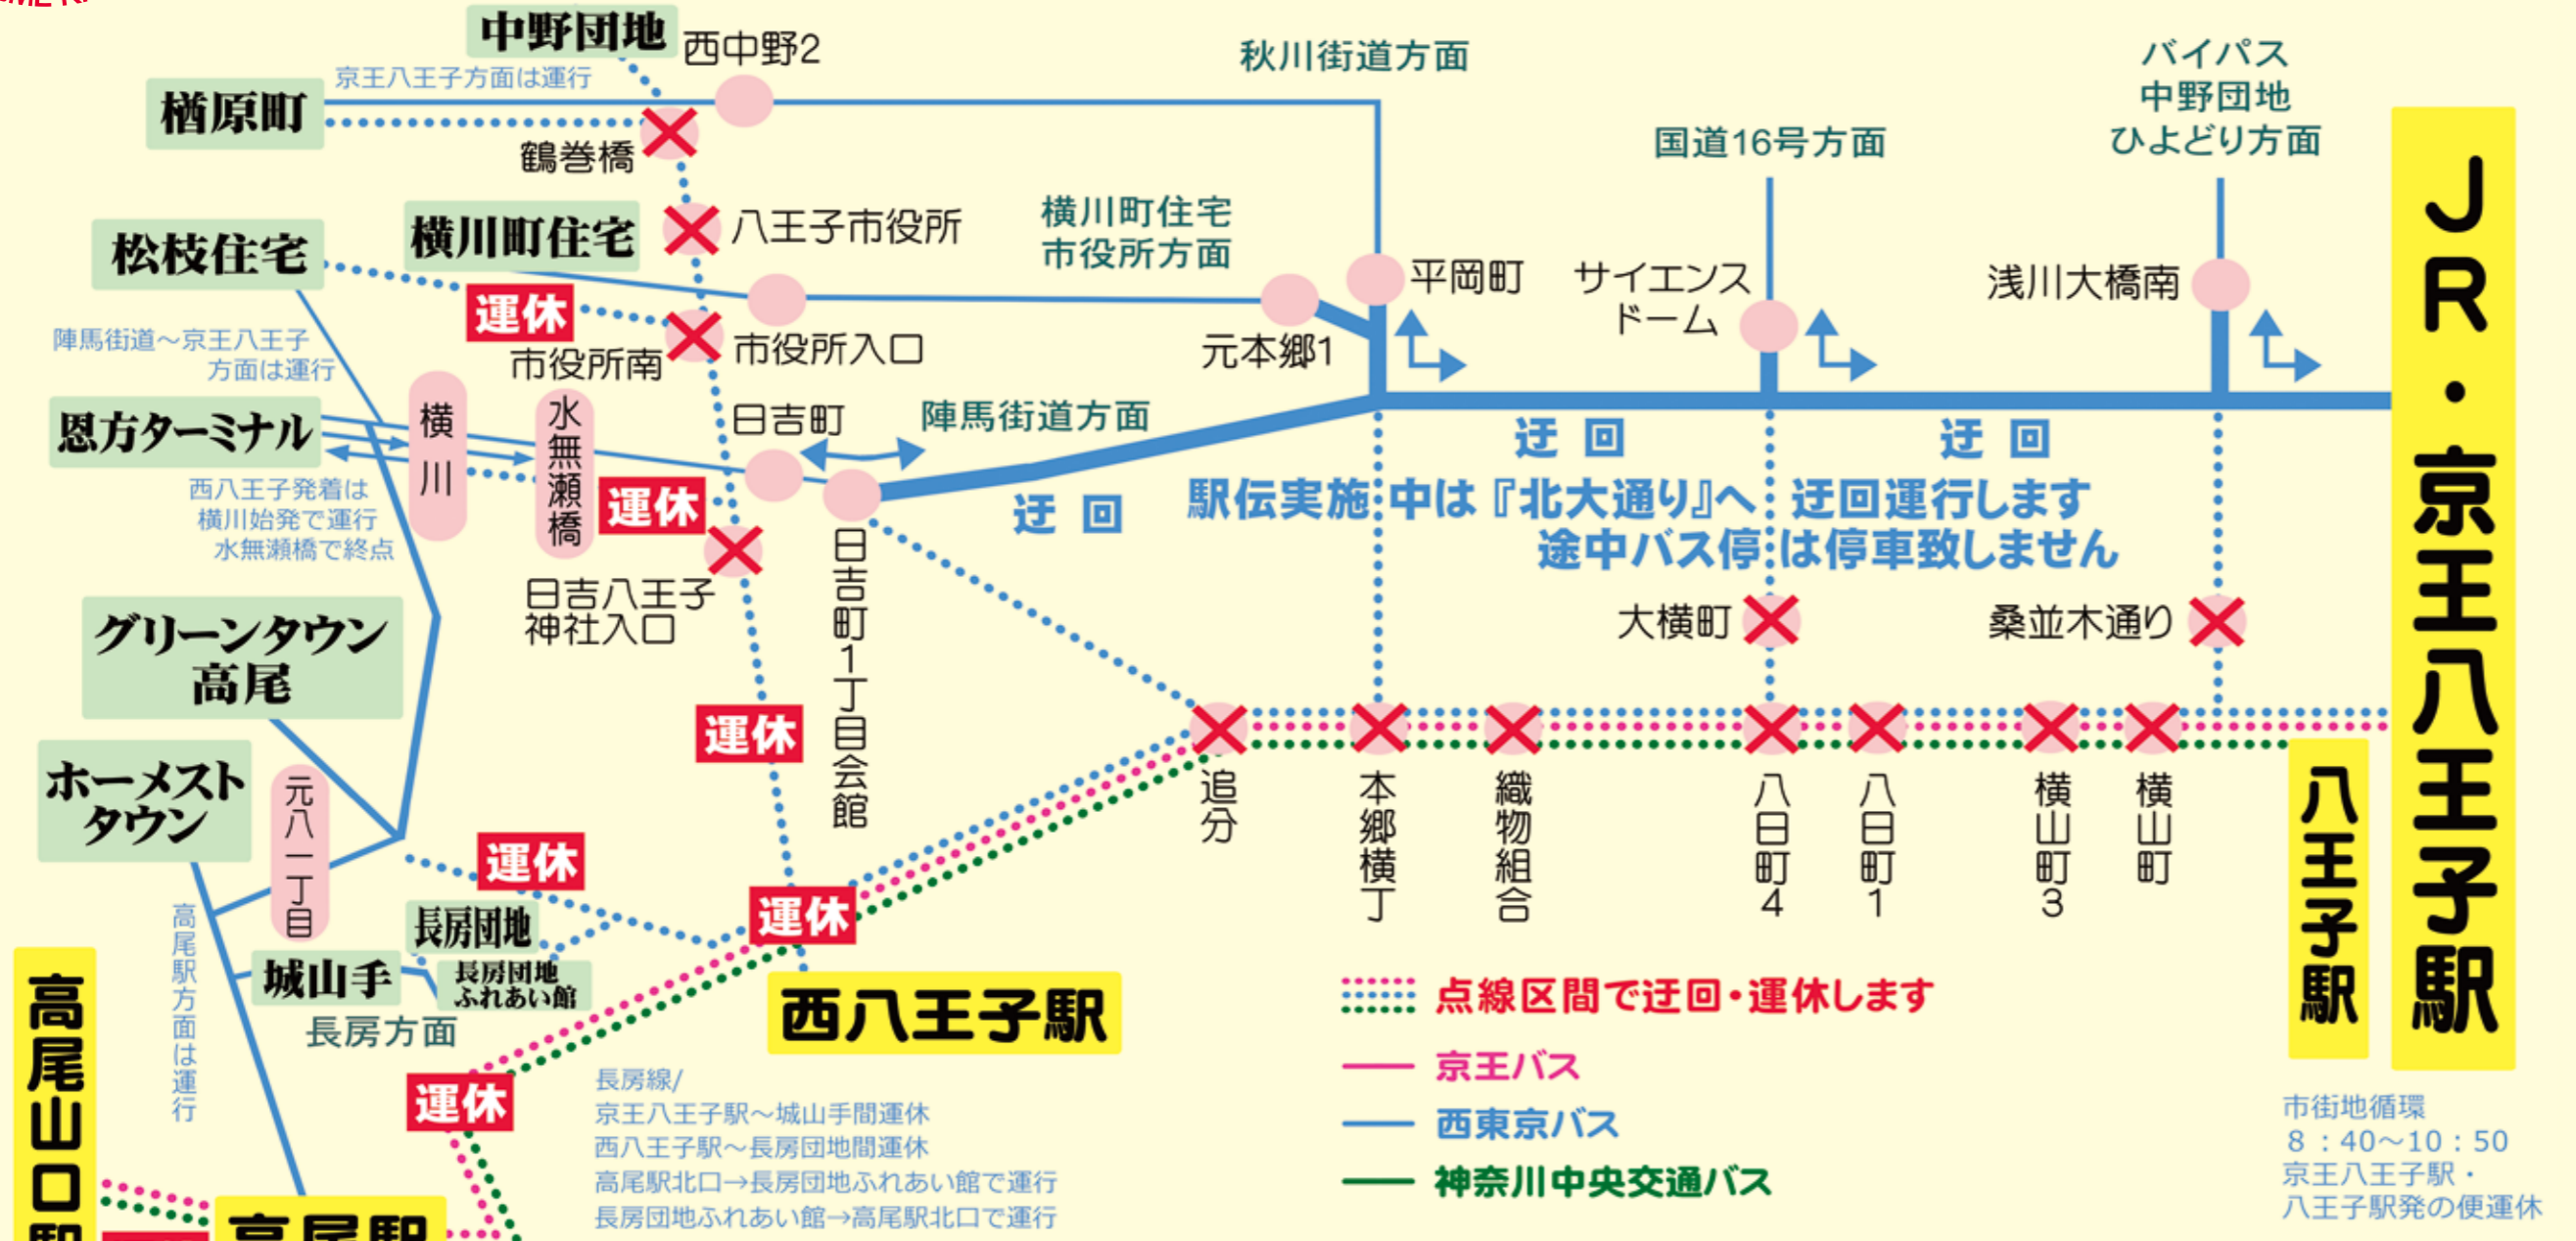 中野団地
西中野2
京王八王子方面は運行
楢原町
鶴巻橋
秋川街道方面
バイパス
中野団地
ひよどり方面
国道16号方面
JR・京王八王子駅
松枝住宅
横川町住宅
八王子市役所
横川町住宅
市役所方面
運休
市役所南
市役所入口
元本郷1
平岡町
サイエンス
ドーム
浅川大橋南
陣馬街道～京王八王子
方面は運行
恩方ターミナル
横川
水無瀬橋
日吉町
陣馬街道方面
迂回
迂回
迂回
駅伝実施中は『北大通り』へ迂回運行します
途中バス停は停車致しません
西八王子発着は
横川始発で運行
水無瀬橋で終点
運休
日吉八王子
神社入口
日吉町1丁目会館
大横町
桑並木通り
グリーンタウン
高尾
運休
ホーメスト
タウン
元八一丁目
運休
追分
本郷横丁
織物組合
八日町4
八日町1
横山町3
横山町
八王子駅
長房団地
運休
城山手
長房団地
ふれあい館
長房方面
西八王子駅
高尾駅方面は運行
高尾山口駅
運休
点線区間で迂回・運休します
京王バス
西東京バス
神奈川中央交通バス
長房線/
京王八王子駅～城山手間運休
西八王子駅～長房団地間運休
高尾駅北口→長房団地ふれあい館で運行
長房団地ふれあい館→高尾駅北口で運行
市街地循環
8：40～10：50
京王八王子駅・
八王子駅発の便運休
高尾駅